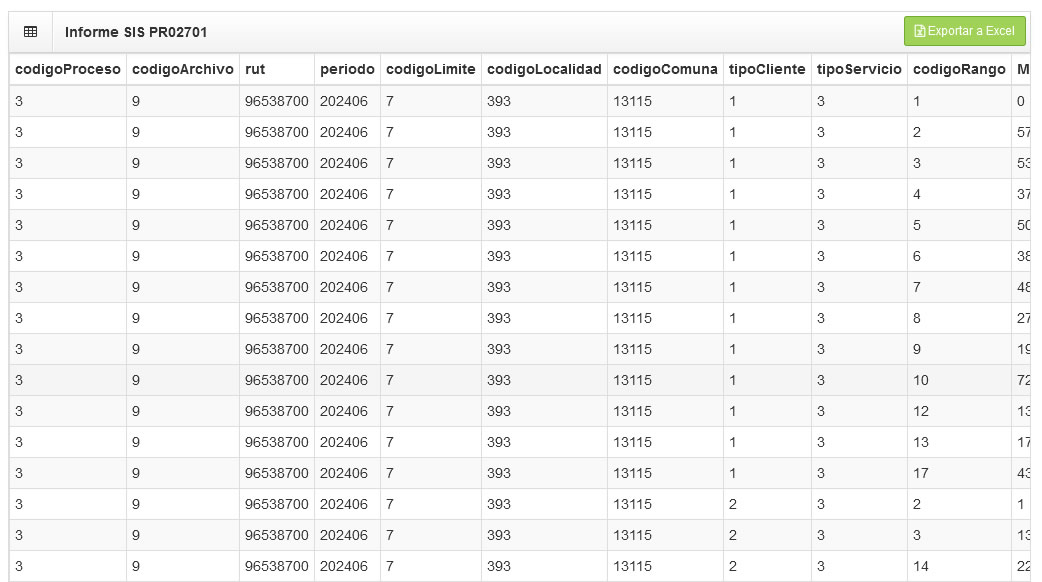 Informe SIS PR02701 Exportar a Excel
codigoProceso codigoArchivo rut periodo codigoLimite codigoLocalidad codigoComuna tipoCliente tipoServicio codigoRango M
3 9 96538700 202406 7 393 13115 1 3 1 0
3 9 96538700 202406 7 393 13115 1 3 2 57
3 9 96538700 202406 7 393 13115 1 3 3 53
3 9 96538700 202406 7 393 13115 1 3 4 37
3 9 96538700 202406 7 393 13115 1 3 5 50
3 9 96538700 202406 7 393 13115 1 3 6 38
3 9 96538700 202406 7 393 13115 1 3 7 48
3 9 96538700 202406 7 393 13115 1 3 8 27
3 9 96538700 202406 7 393 13115 1 3 9 19
3 9 96538700 202406 7 393 13115 1 3 10 72
3 9 96538700 202406 7 393 13115 1 3 12 13
3 9 96538700 202406 7 393 13115 1 3 13 17
3 9 96538700 202406 7 393 13115 1 3 17 43
3 9 96538700 202406 7 393 13115 2 3 2 1
3 9 96538700 202406 7 393 13115 2 3 3 13
3 9 96538700 202406 7 393 13115 2 3 14 22